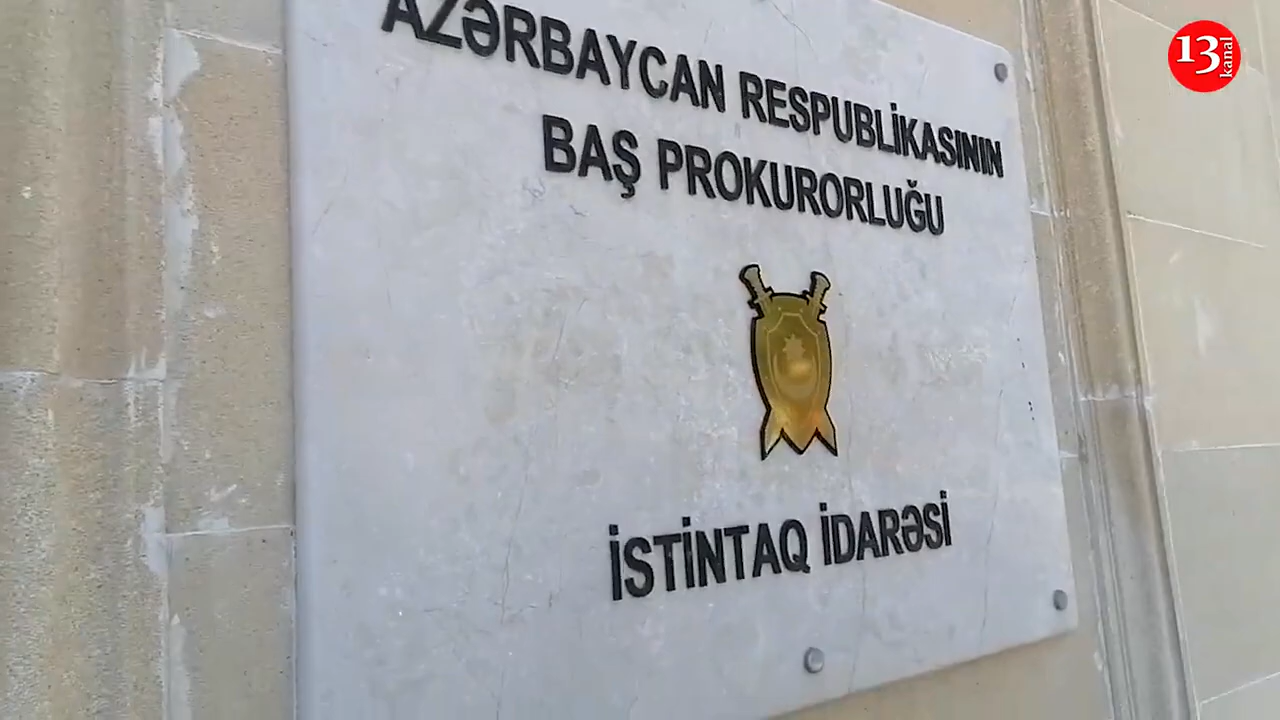 AZƏRBAYCAN RESPUBLİKASININ
BAŞ PROKURORLUĞU
İSTİNTAQ İDARƏSİ
13
kanal